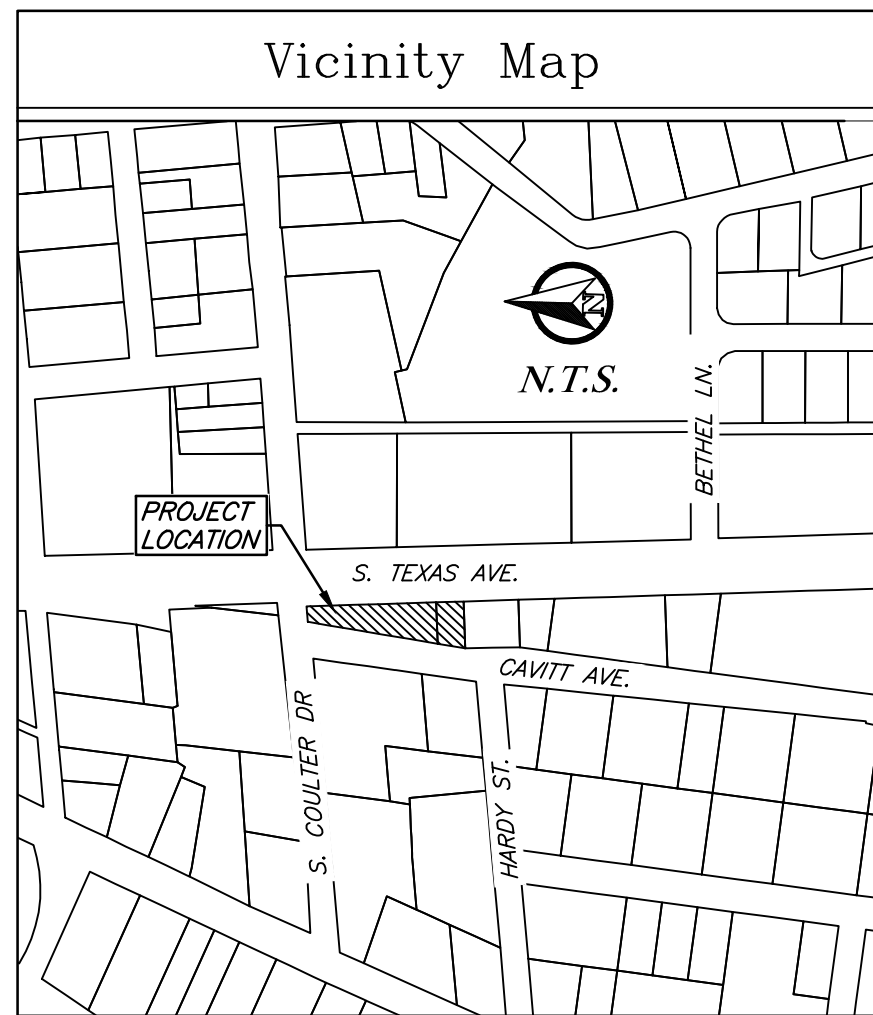 Vicinity Map
N
N.T.S.
BETHEL LN.
PROJECT
LOCATION
S. TEXAS AVE.
CAVITT AVE.
S. COULTER DR
HARDY ST.